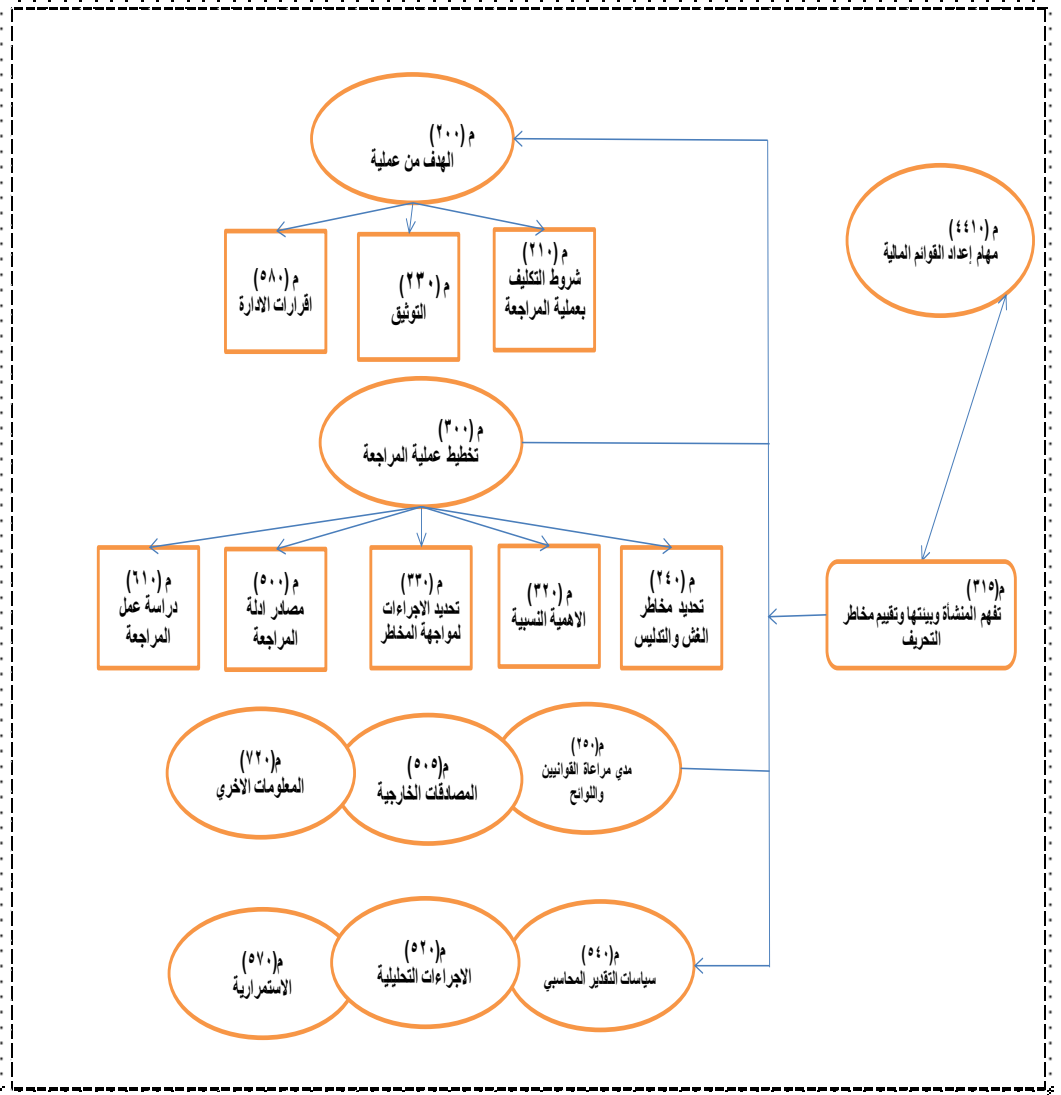 م (٢٠٠)
الهدف من عملية
م (٤٤١٠)
مهام إعداد القوائم المالية
م (٢١٠)
شروط التكليف
بعملية المراجعة
م (٢٣٠)
التوثيق
م (٥٨٠)
اقرارات الادارة
م (٣٠٠)
تخطيط عملية المراجعة
م(٣١٥)
تفهم المنشأة وبيئتها وتقييم مخاطر
التحريف
م (٢٤٠)
تحديد مخاطر
الغش والتدليس
م (٣٢٠)
الاهمية النسبية
م (٣٣٠)
تحديد الاجراءات
لمواجهة المخاطر
م (٥٠٠)
مصادر ادلة
المراجعة
م (٦١٠)
دراسة عمل
المراجعة
م(٢٥٠)
مدي مراعاة القوانيين
واللوائح
م(٥٠٥)
المصادقات الخارجية
م(٧٢٠)
المعلومات الاخري
م(٥٤٠)
سياسات التقدير المحاسبي
م(٥٢٠)
الاجراءات التحليلية
م(٥٧٠)
الاستمرارية